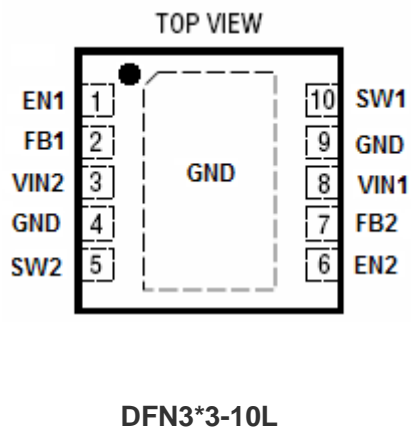 TOP VIEW
EN1 1 10 SW1
FB1 2 9 GND
VIN2 3 GND 8 VIN1
GND 4 7 FB2
SW2 5 6 EN2
DFN3*3-10L